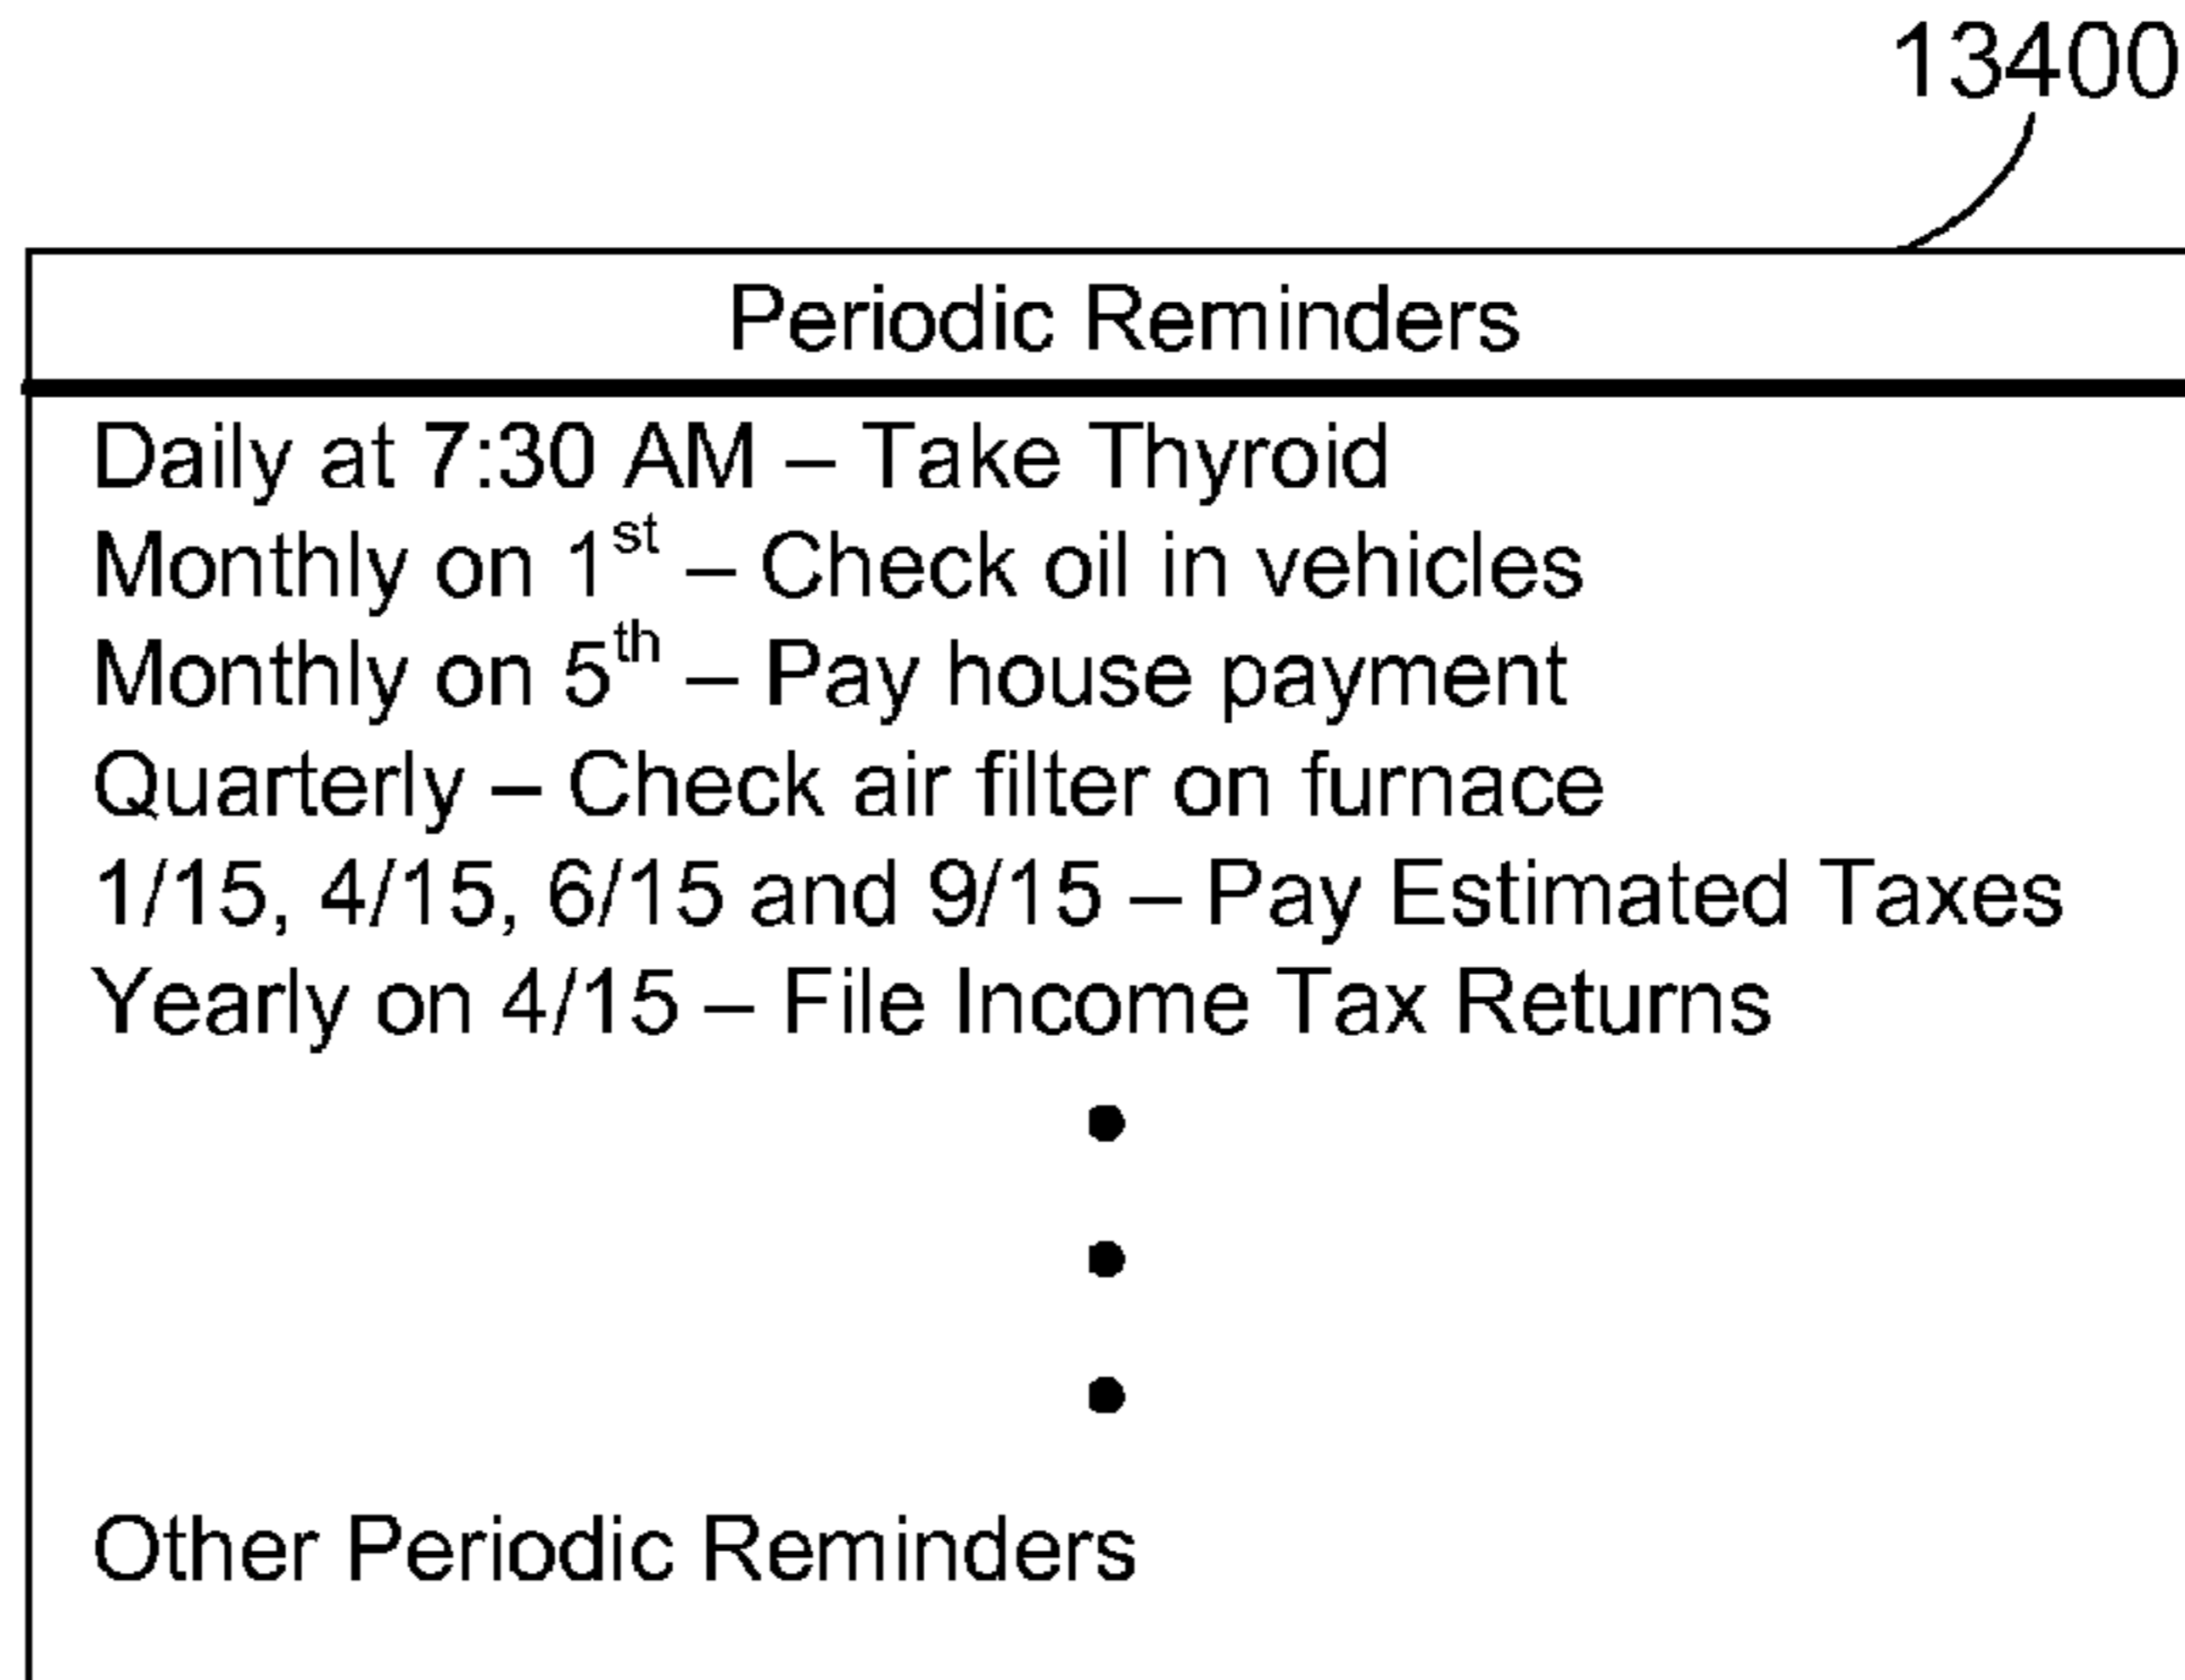 13400
Periodic Reminders
Daily at 7:30 AM – Take Thyroid
Monthly on 1st – Check oil in vehicles
Monthly on 5th – Pay house payment
Quarterly – Check air filter on furnace
1/15, 4/15, 6/15 and 9/15 – Pay Estimated Taxes
Yearly on 4/15 – File Income Tax Returns
•
•
•
Other Periodic Reminders